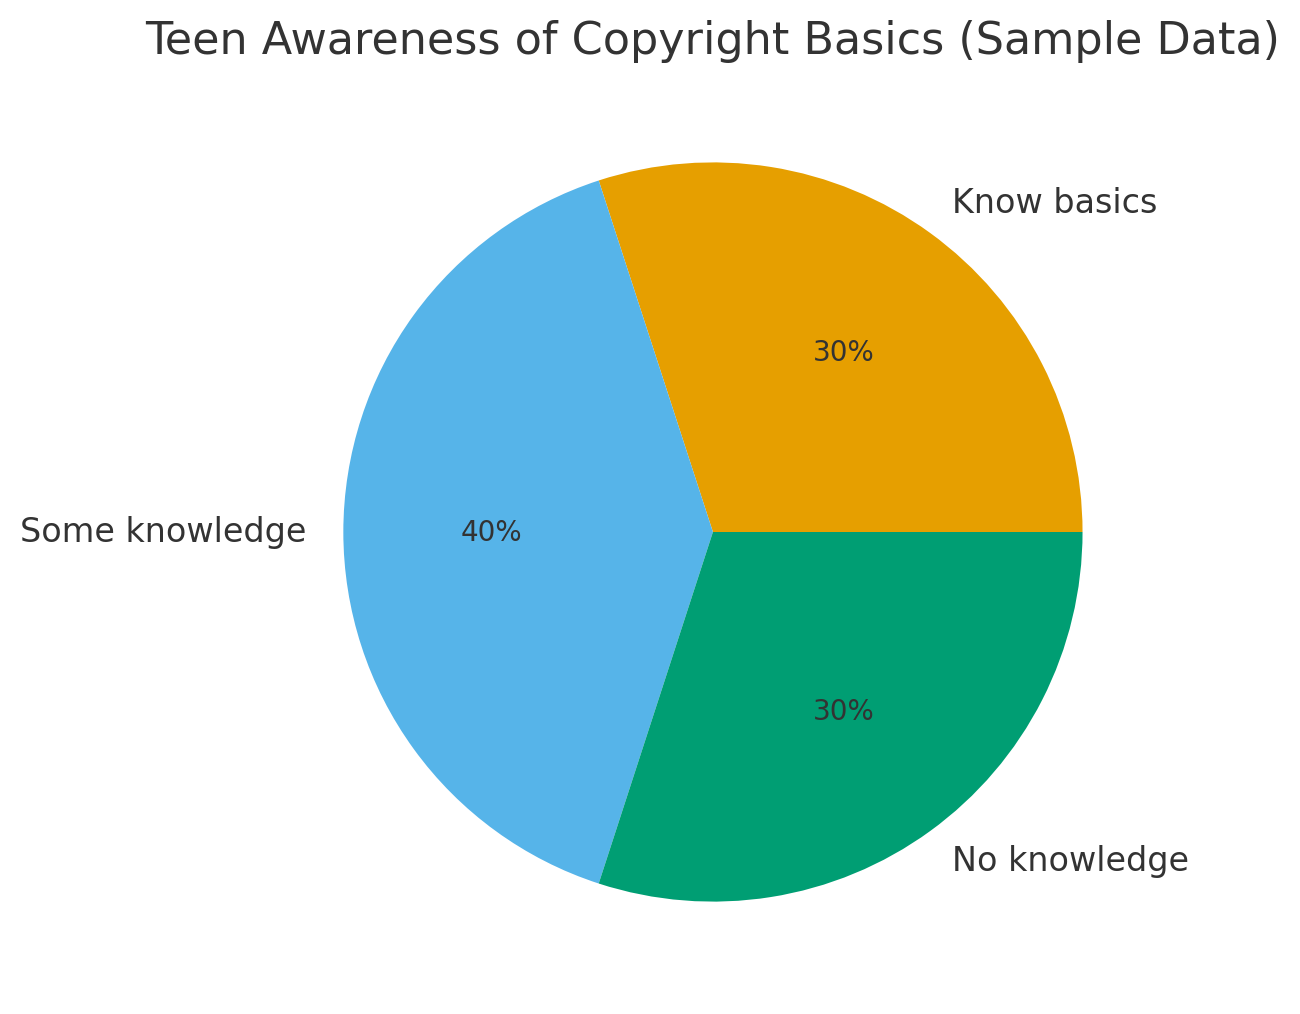 Teen Awareness of Copyright Basics (Sample Data)
Know basics
30%
Some knowledge
40%
30%
No knowledge